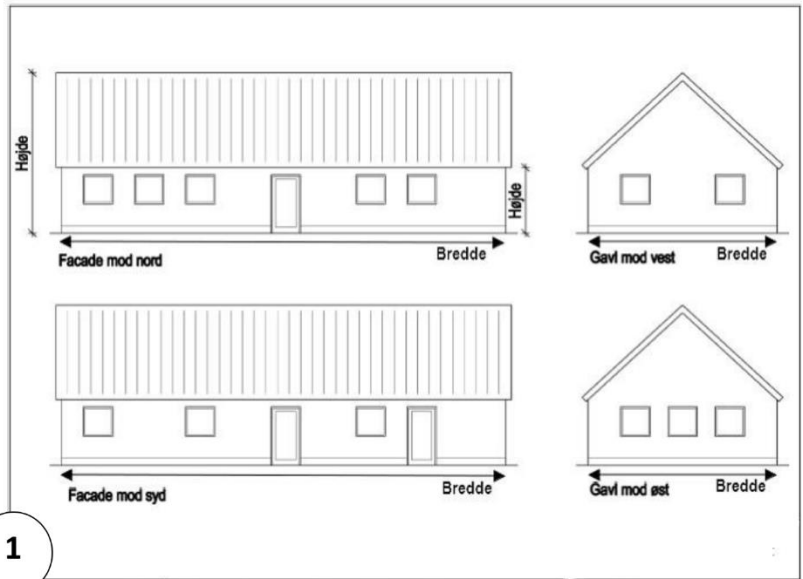 Højde
Højde
Facade mod nord
Bredde
Gavl mod vest
Bredde
Facade mod syd
Bredde
Gavl mod øst
Bredde
1